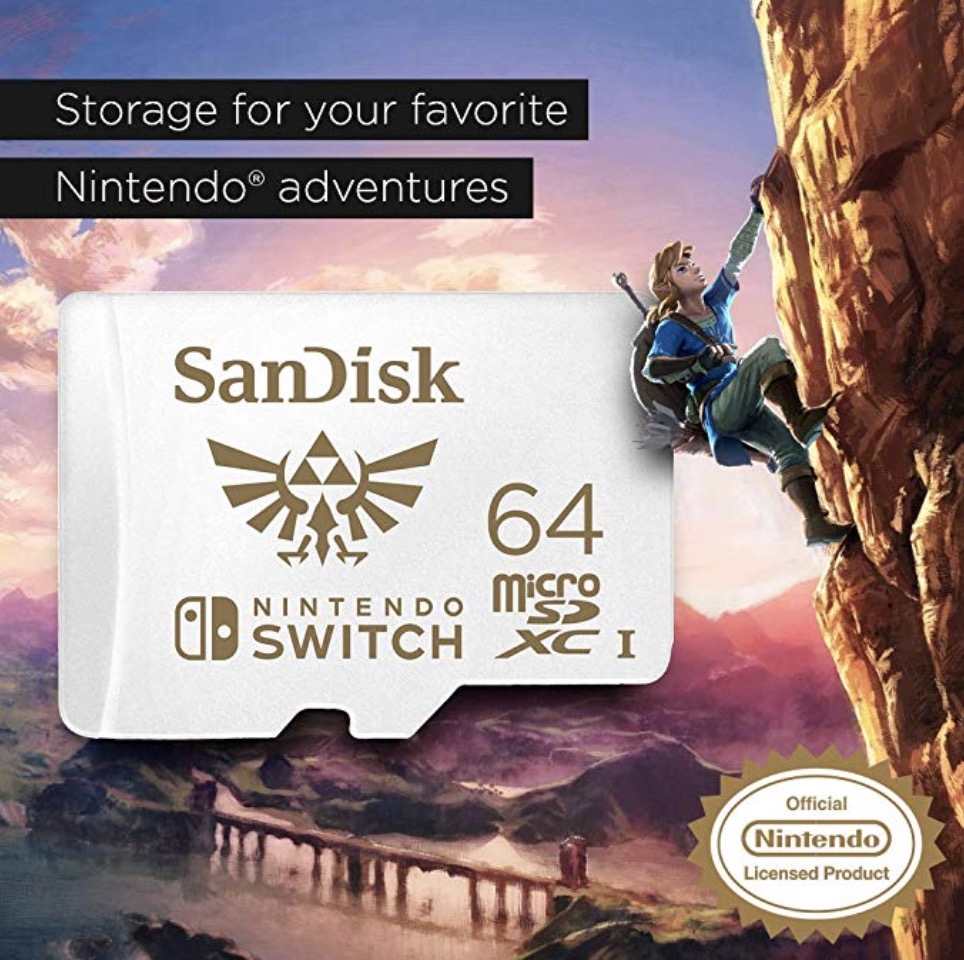 Storage for your favorite
Nintendo® adventures
SanDisk
64
micro
SD
XC I
NINTENDO
SWITCH
Official
Nintendo
Licensed Product